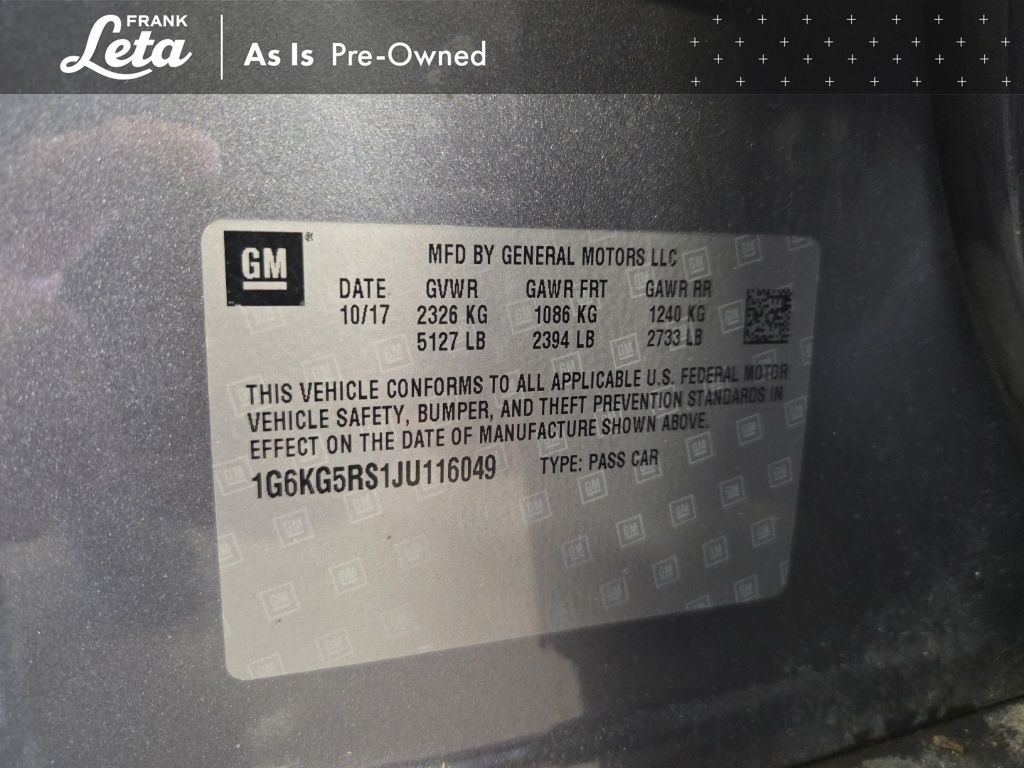 FRANK
Leta
As Is Pre-Owned
GM
MFD BY GENERAL MOTORS LLC
DATE GVWR GAWR FRT GAWR RR
10/17 2326 KG 1086 KG 1240 KG
5127 LB 2394 LB 2733 LB
THIS VEHICLE CONFORMS TO ALL APPLICABLE U.S. FEDERAL MOTOR
VEHICLE SAFETY, BUMPER, AND THEFT PREVENTION STANDARDS IN
EFFECT ON THE DATE OF MANUFACTURE SHOWN ABOVE.
1G6KG5RS1JU116049 TYPE: PASS CAR